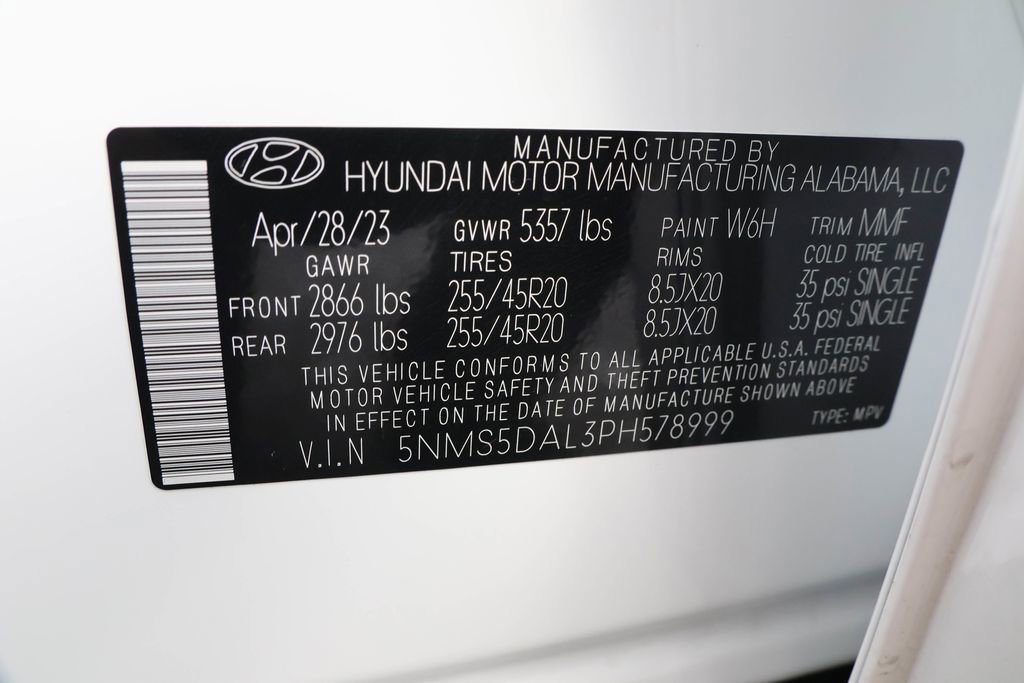 MANUFACTURED BY
HYUNDAI MOTOR MANUFACTURING ALABAMA, LLC
Apr/28/23 GVWR 5357 lbs PAINT W6H TRIM MMF
GAWR TIRES RIMS COLD TIRE INFL
FRONT 2866 lbs 255/45R20 8.5JX20 35 psi SINGLE
REAR 2976 lbs 255/45R20 8.5JX20 35 psi SINGLE
THIS VEHICLE CONFORMS TO ALL APPLICABLE U.S.A. FEDERAL
MOTOR VEHICLE SAFETY AND THEFT PREVENTION STANDARDS
IN EFFECT ON THE DATE OF MANUFACTURE SHOWN ABOVE
V.I.N 5NMS5DAL3PH578999 TYPE: MPV